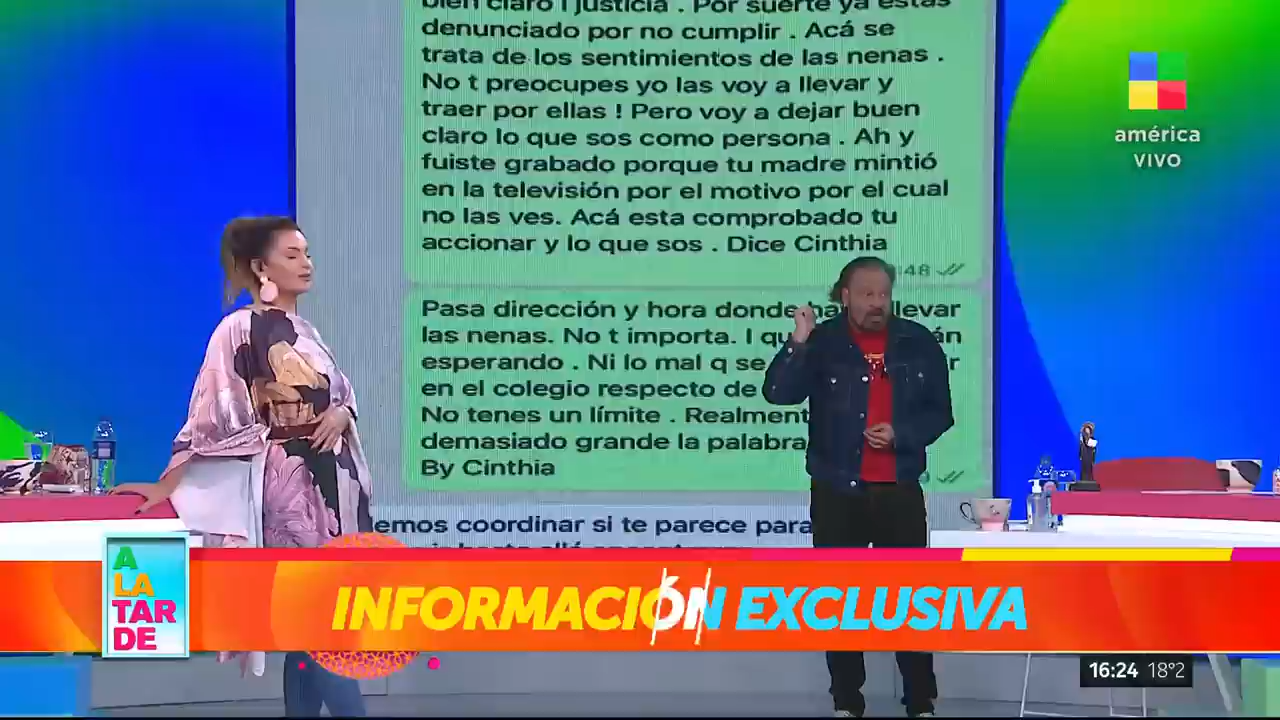 bien claro I justicia . Por suerte ya estás
denunciado por no cumplir . Acá se
trata de los sentimientos de las nenas .
No t preocupes yo las voy a llevar y
traer por ellas ! Pero voy a dejar buen
claro lo que sos como persona . Ah y
fuiste grabado porque tu madre mintió
en la televisión por el motivo por el cual
no las ves. Acá esta comprobado tu
accionar y lo que sos . Dice Cinthia
:48
Pasa dirección y hora donde llevar
las nenas. No t importa. I
esperando . Ni lo mal q se
en el colegio respecto de
No tenes un límite .
demasiado grande la palabra
By Cinthia
emos coordinar si te parece para
américa
VIVO
A
LA
TAR
DE
INFORMACIÓN EXCLUSIVA
16:24 18°2